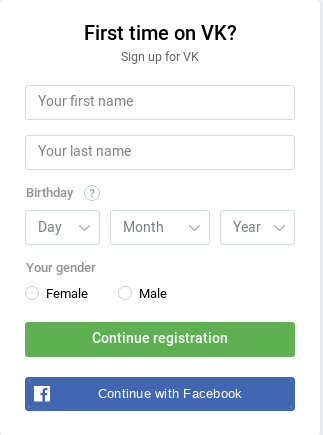 First time on VK?
Sign up for VK
Your first name
Your last name
Birthday ?
Day Month Year
Your gender
Female Male
Continue registration
Continue with Facebook